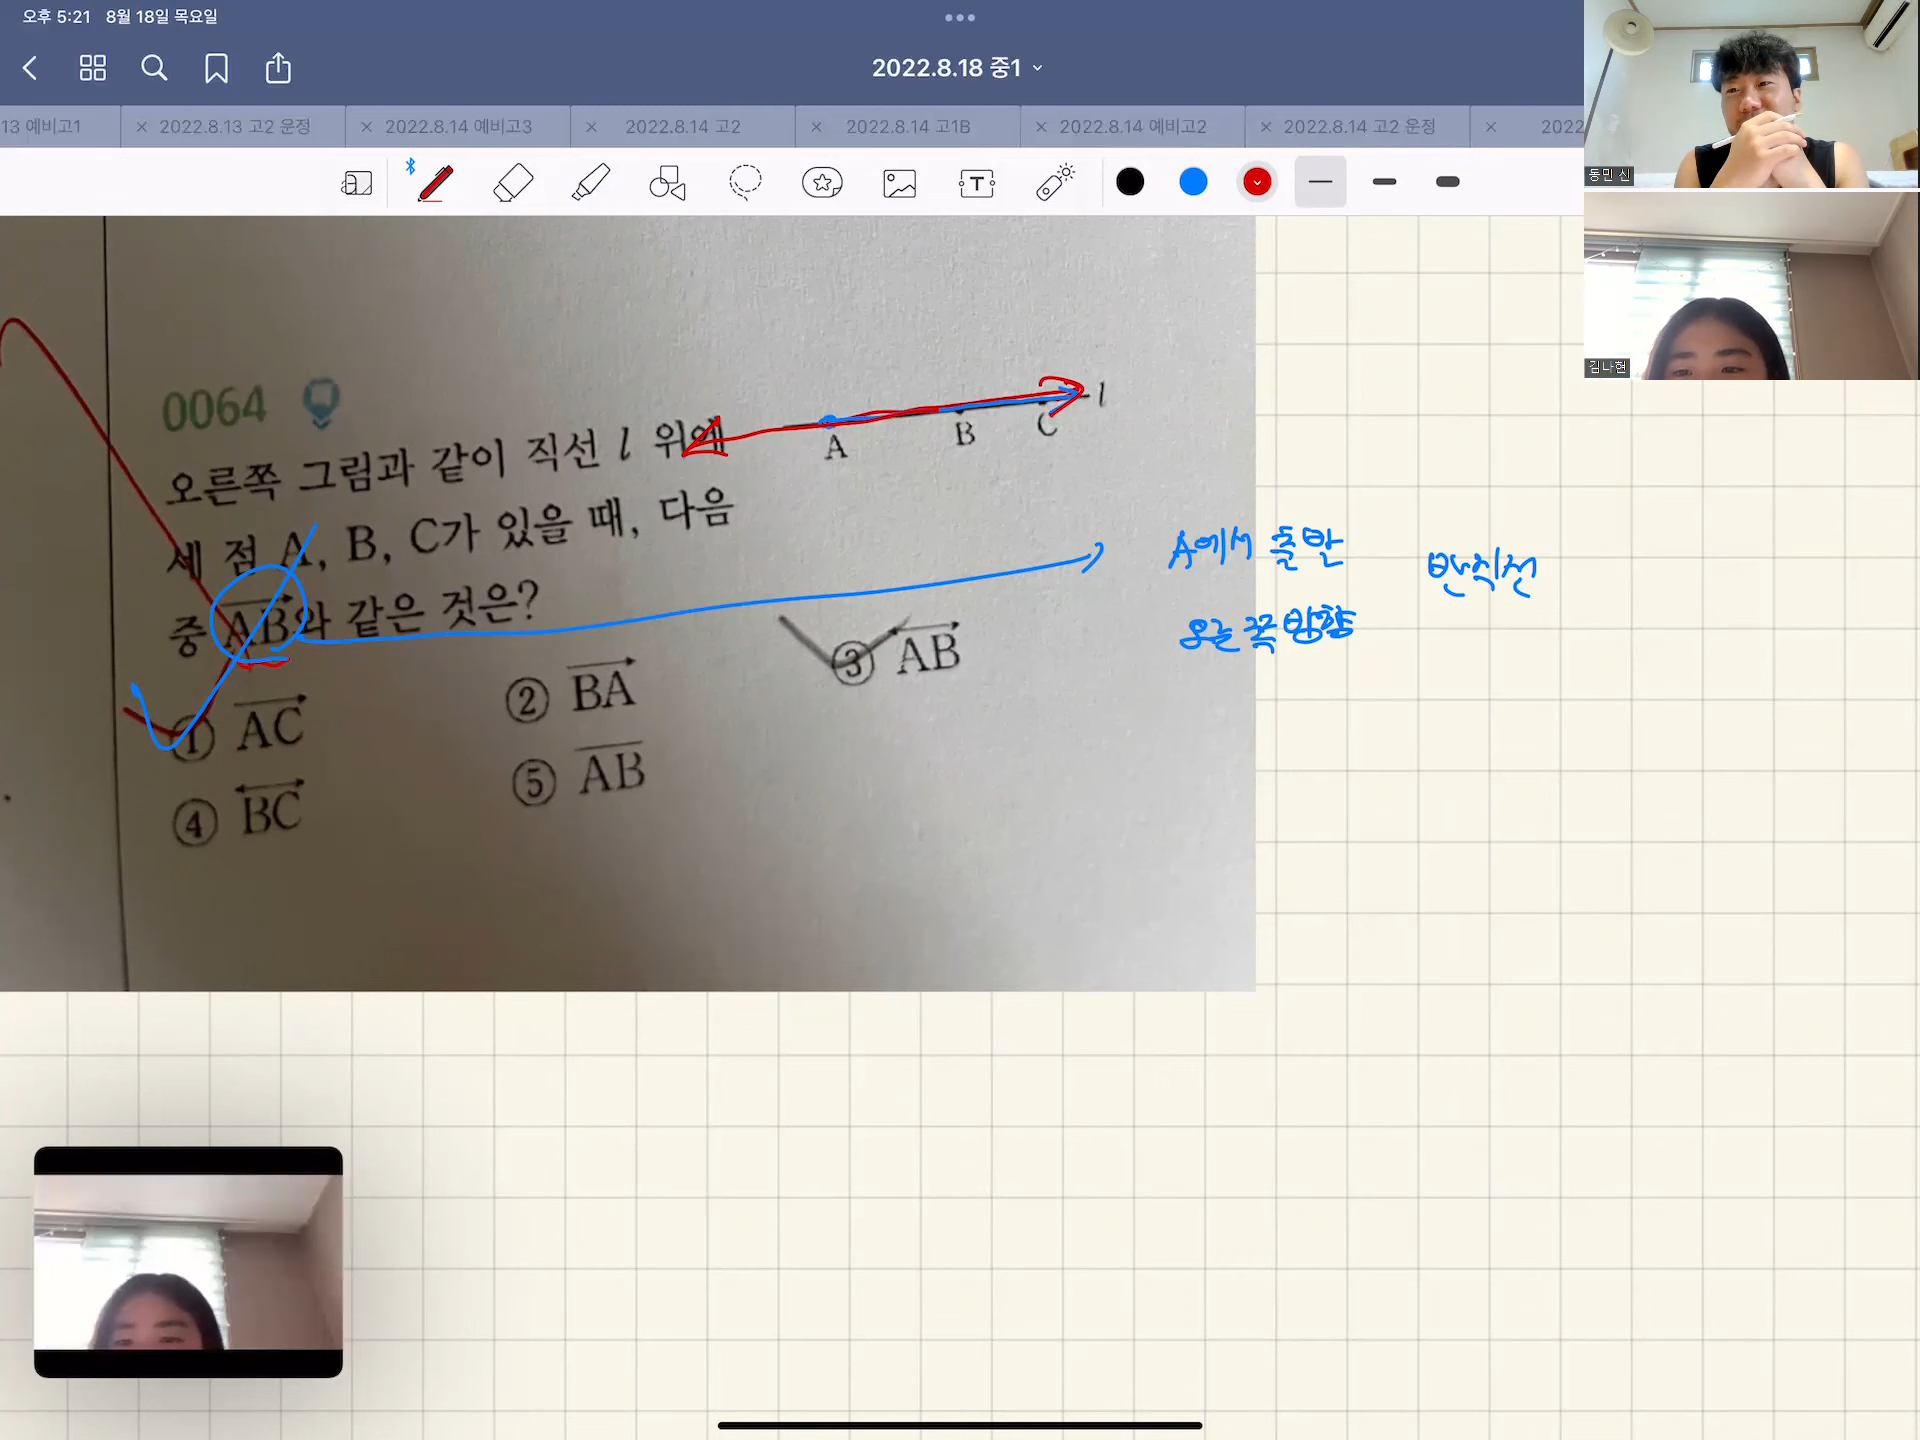 오후 5:21 8월 18일 목요일
2022.8.18 중1
13 예비고1
2022.8.13 고2 운정
2022.8.14 예비고3
2022.8.14 고2
2022.8.14 고1B
2022.8.14 예비고2
2022.8.14 고2 운정
2022
동민 신
김나현
0064
오른쪽 그림과 같이 직선 l 위에
세 점 A, B, C가 있을 때, 다음
중 AB와 같은 것은?
① AC
② BA
③ AB
④ BC
⑤ AB
A B C l
A에서 출발
오른쪽 방향
반직선